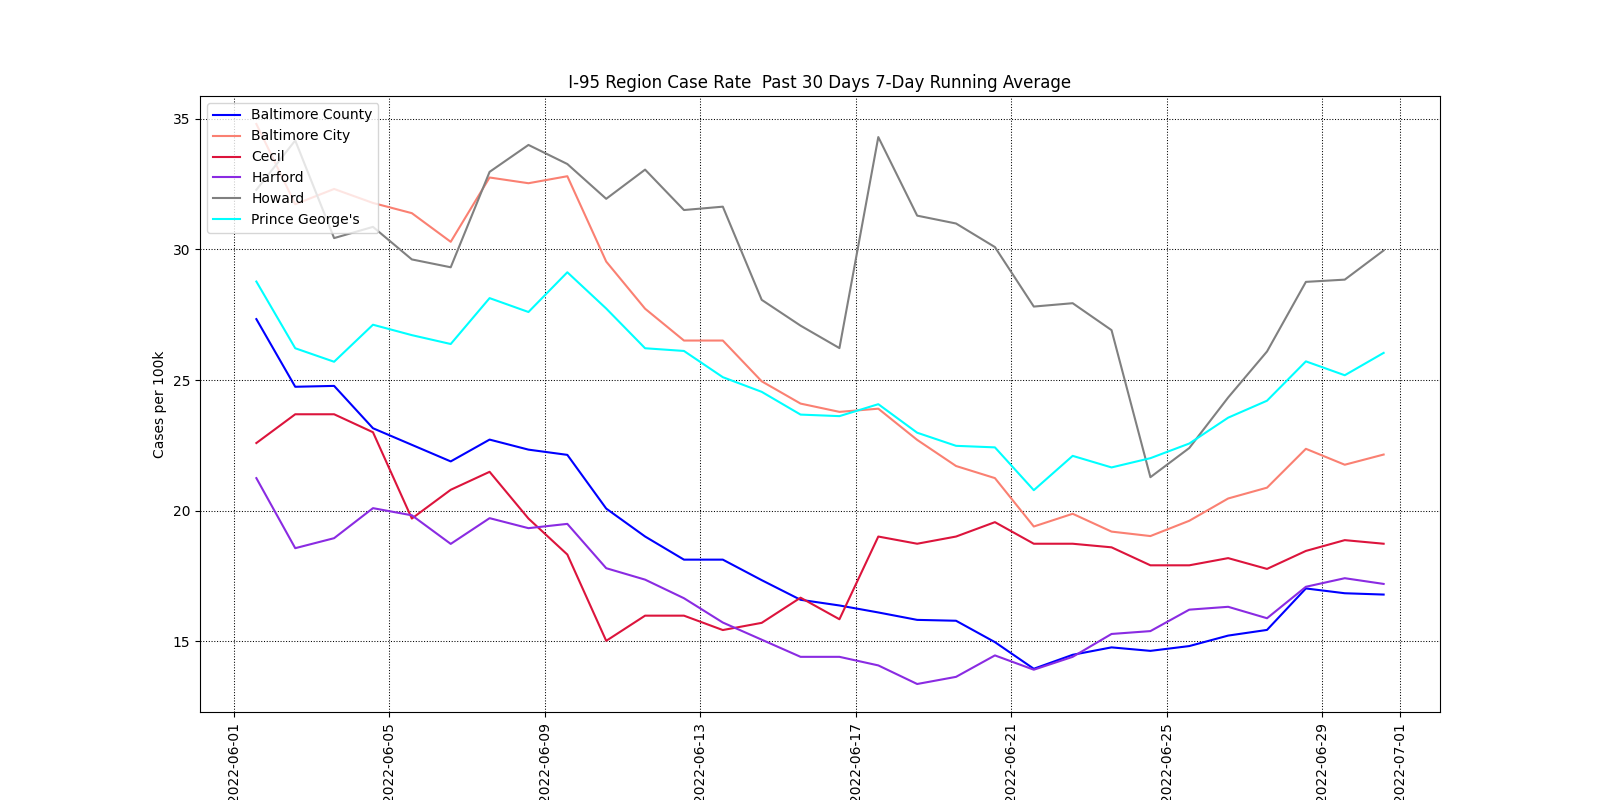 I-95 Region Case Rate  Past 30 Days 7-Day Running Average
Baltimore County
Baltimore City
Cecil
Harford
Howard
Prince George's
Cases per 100k
35
30
25
20
15
2022-06-01
2022-06-05
2022-06-09
2022-06-13
2022-06-17
2022-06-21
2022-06-25
2022-06-29
2022-07-01